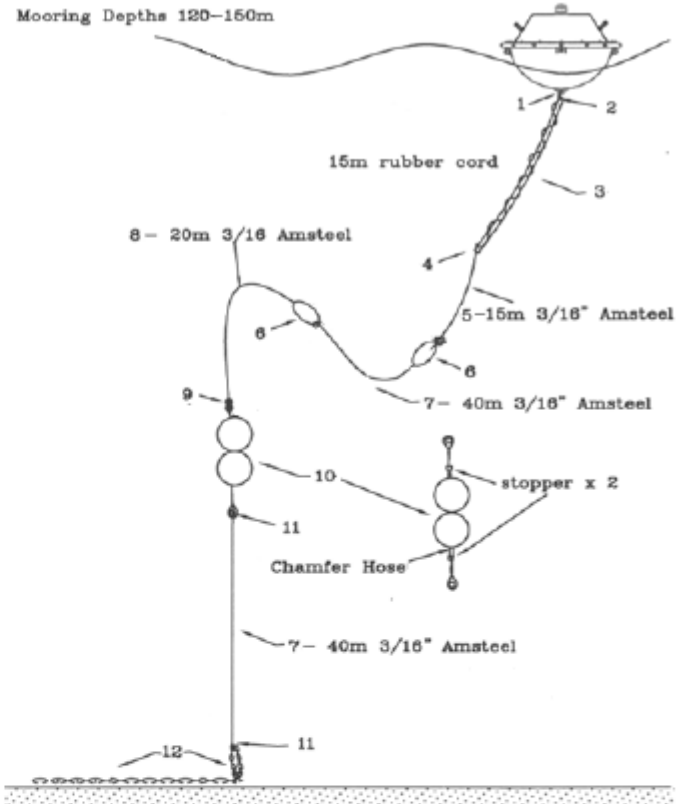 Mooring Depths 120-150m
1
2
15m rubber cord
3
8- 20m 3/16 Amsteel
4
5-15m 3/16" Amsteel
6
6
7- 40m 3/16" Amsteel
9
10
stopper x 2
11
Chamfer Hose
7- 40m 3/16" Amsteel
11
12